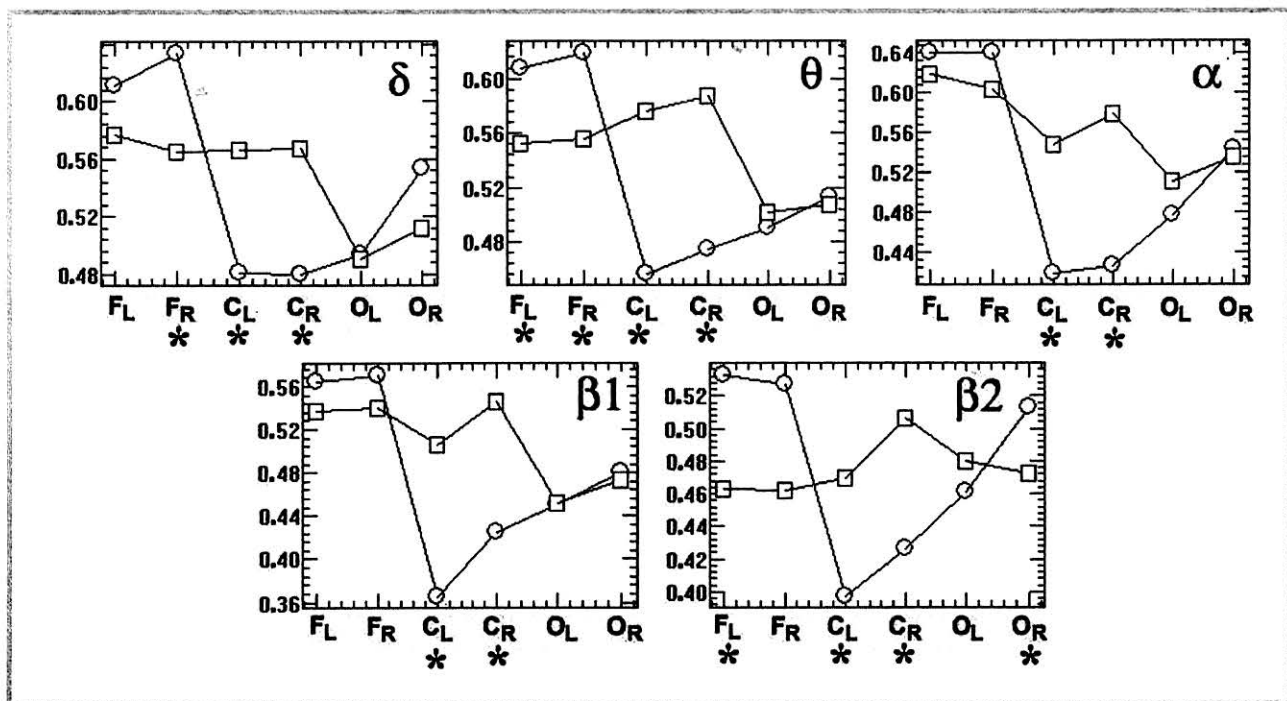 δ
0.60
0.56
0.52
0.48
F_L F_R C_L C_R O_L O_R
* * *
θ
0.60
0.56
0.52
0.48
F_L F_R C_L C_R O_L O_R
* * * *
α
0.64
0.60
0.56
0.52
0.48
0.44
F_L F_R C_L C_R O_L O_R
* *
β1
0.56
0.52
0.48
0.44
0.40
0.36
F_L F_R C_L C_R O_L O_R
* *
β2
0.52
0.50
0.48
0.46
0.44
0.42
0.40
F_L F_R C_L C_R O_L O_R
* * * *